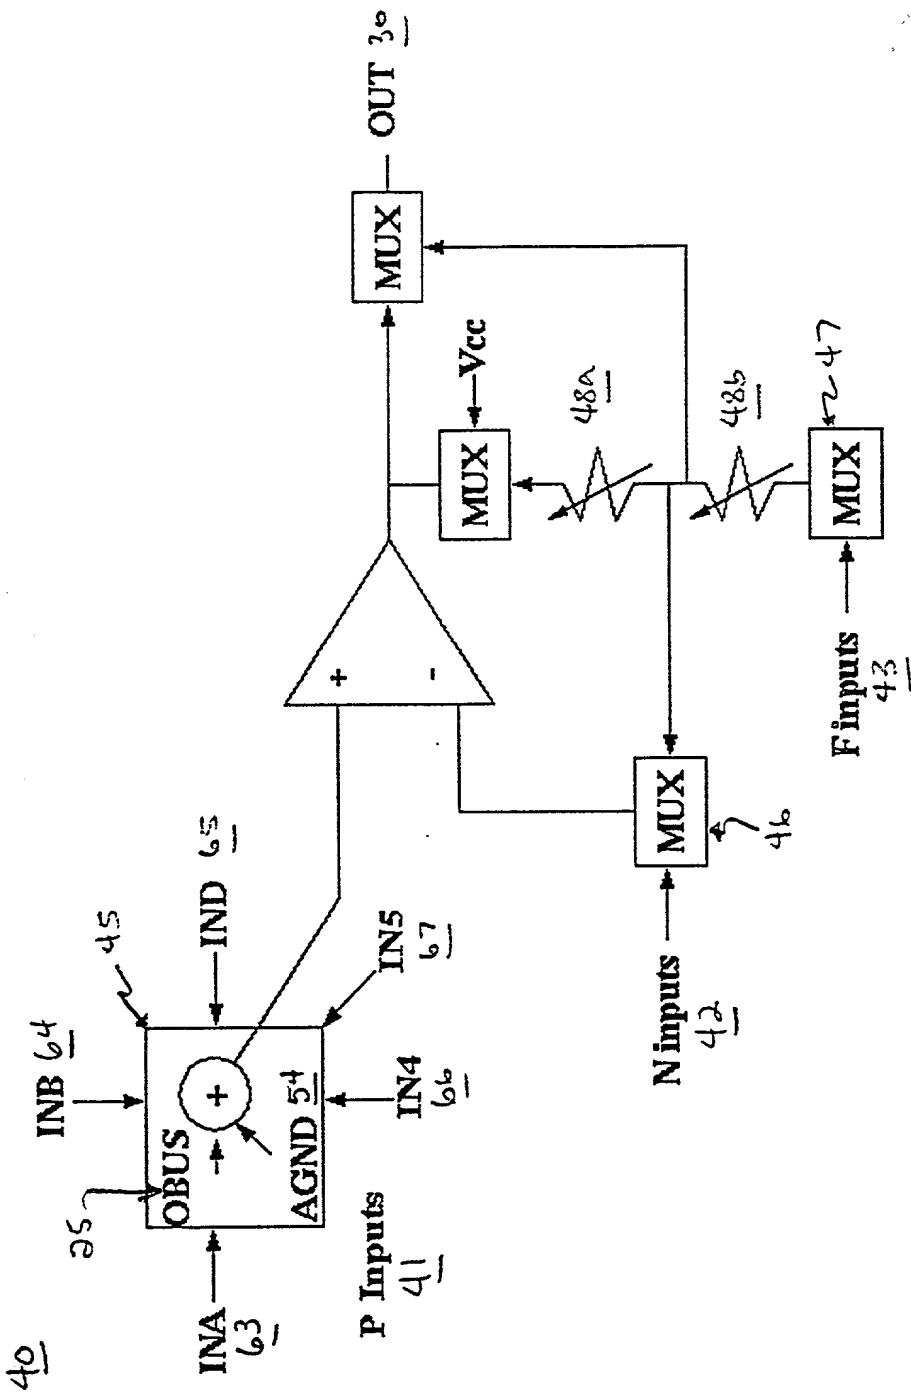 40
INB 64
45
25
OBUS
+
AGND 54
INA
63
IND 65
IN5
67
IN4
66
P Inputs
41
+
-
MUX
OUT 30
MUX
Vcc
48a
48b
MUX
47
F inputs
43
MUX
46
N inputs
42